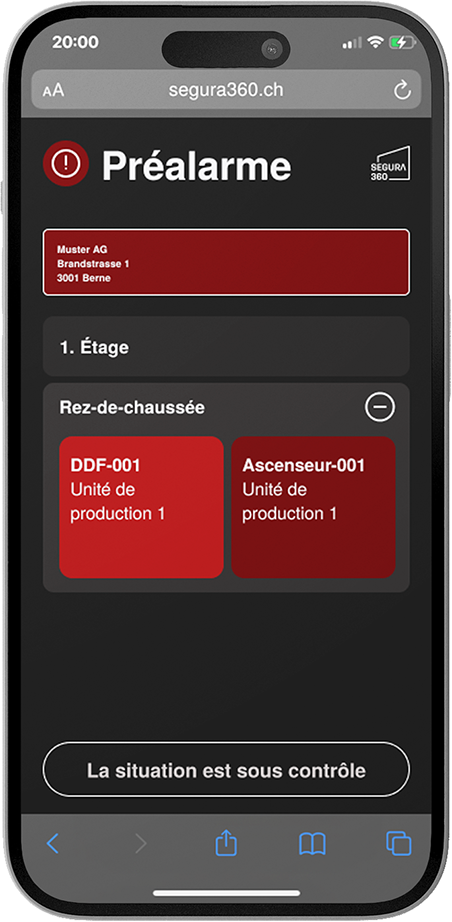 20:00
AA
segura360.ch
Préalarme
SEGURA
360
Muster AG
Brandstrasse 1
3001 Berne
1. Étage
Rez-de-chaussée
DDF-001
Unité de
production 1
Ascenseur-001
Unité de
production 1
La situation est sous contrôle